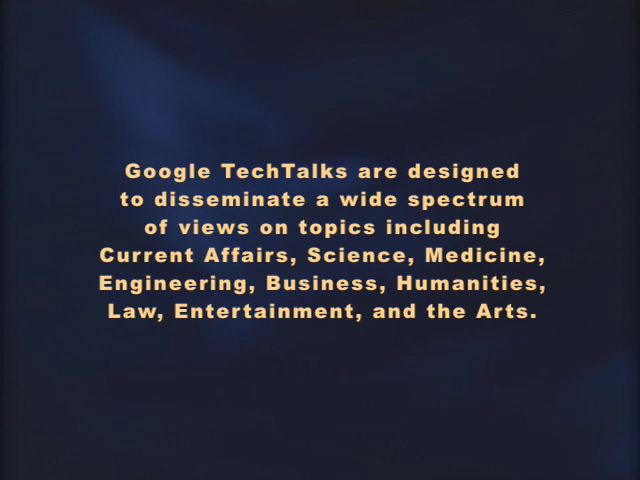 Google TechTalks are designed
to disseminate a wide spectrum
of views on topics including
Current Affairs, Science, Medicine,
Engineering, Business, Humanities,
Law, Entertainment, and the Arts.